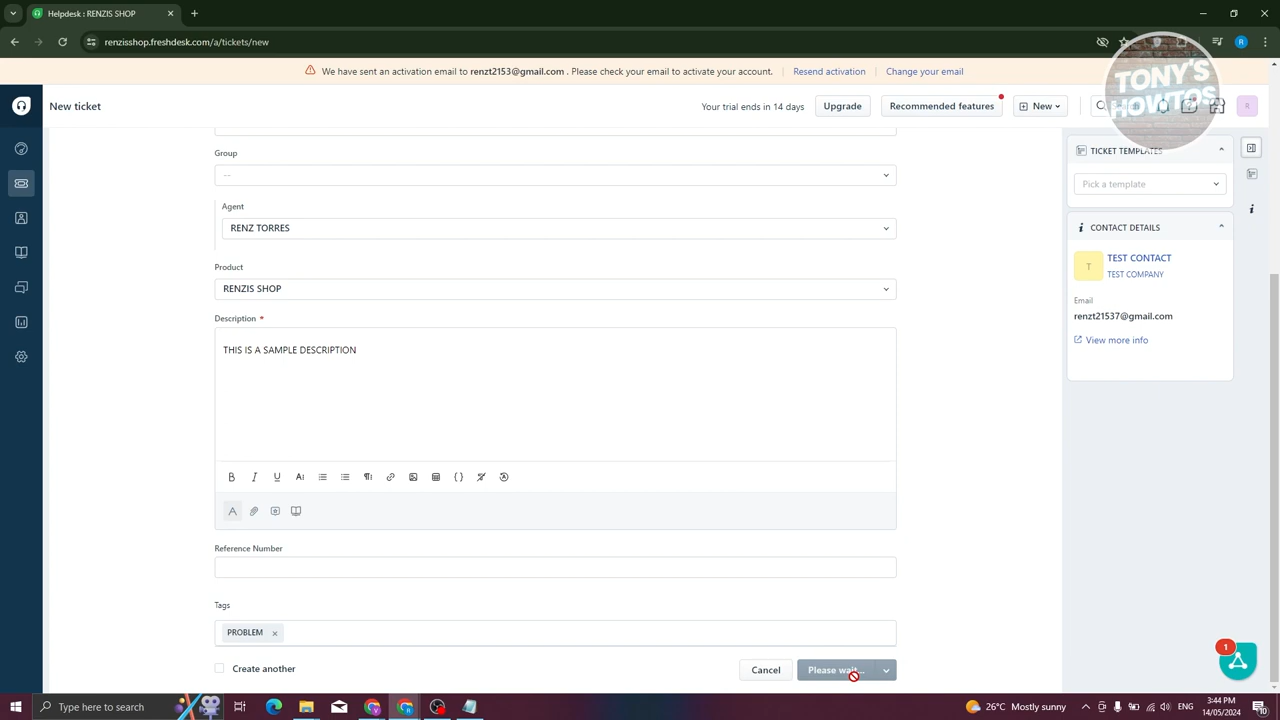 Helpdesk : RENZIS SHOP
renzisshop.freshdesk.com/a/tickets/new
We have sent an activation email to renzt2153@gmail.com . Please check your email to activate your account. Resend activation Change your email
TONY'S
HOWTOS
New ticket
Your trial ends in 14 days
Upgrade
Recommended features
New
R
R
Group
--
Agent
RENZ TORRES
Product
RENZIS SHOP
Description *
THIS IS A SAMPLE DESCRIPTION
Reference Number
Tags
PROBLEM ×
Create another
Cancel
Please wait...
TICKET TEMPLATES
Pick a template
CONTACT DETAILS
T
TEST CONTACT
TEST COMPANY
Email
renzt21537@gmail.com
View more info
1
Type here to search
26°C Mostly sunny
ENG
3:44 PM
14/05/2024
10